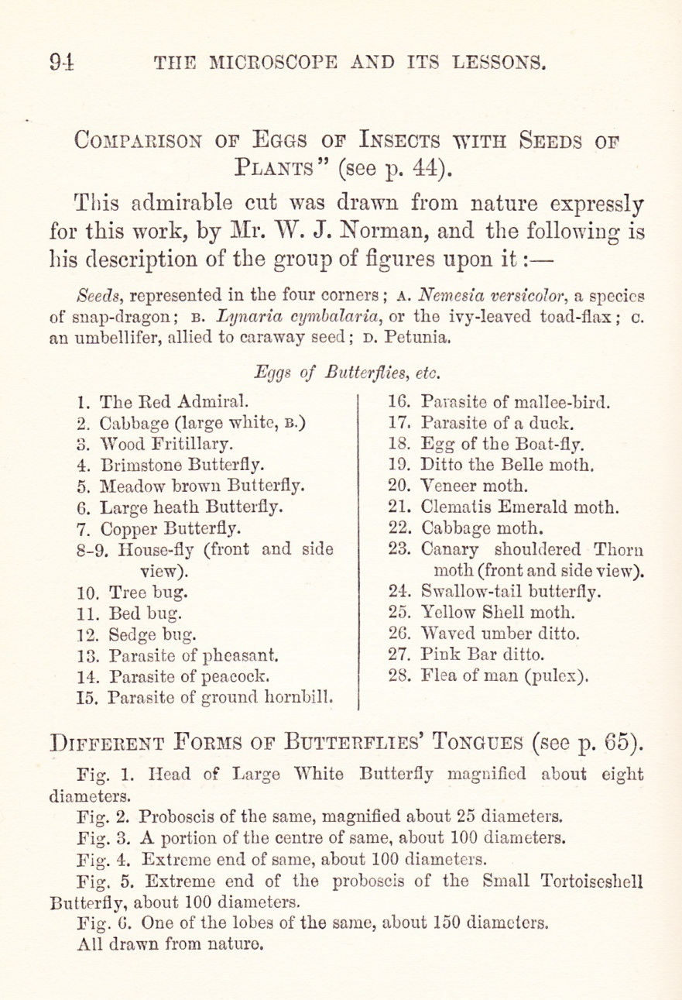 94 THE MICROSCOPE AND ITS LESSONS.
COMPARISON OF EGGS OF INSECTS WITH SEEDS OF
PLANTS” (see p. 44).
This admirable cut was drawn from nature expressly
for this work, by Mr. W. J. Norman, and the following is
his description of the group of figures upon it :—
Seeds, represented in the four corners ; A. Nemesia versicolor, a species
of snap-dragon ; B. Lynaria cymbalaria, or the ivy-leaved toad-flax ; C.
an umbellifer, allied to caraway seed ; D. Petunia.
Eggs of Butterflies, etc.
1. The Red Admiral.
2. Cabbage (large white, B.)
3. Wood Fritillary.
4. Brimstone Butterfly.
5. Meadow brown Butterfly.
6. Large heath Butterfly.
7. Copper Butterfly.
8-9. House-fly (front and side
view).
10. Tree bug.
11. Bed bug.
12. Sedge bug.
13. Parasite of pheasant.
14. Parasite of peacock.
15. Parasite of ground hornbill.
16. Parasite of mallee-bird.
17. Parasite of a duck.
18. Egg of the Boat-fly.
19. Ditto the Belle moth.
20. Veneer moth.
21. Clematis Emerald moth.
22. Cabbage moth.
23. Canary shouldered Thorn
moth (front and side view).
24. Swallow-tail butterfly.
25. Yellow Shell moth.
26. Waved umber ditto.
27. Pink Bar ditto.
28. Flea of man (pulex).
DIFFERENT FORMS OF BUTTERFLIES’ TONGUES (see p. 65).
Fig. 1. Head of Large White Butterfly magnified about eight
diameters.
Fig. 2. Proboscis of the same, magnified about 25 diameters.
Fig. 3. A portion of the centre of same, about 100 diameters.
Fig. 4. Extreme end of same, about 100 diameters.
Fig. 5. Extreme end of the proboscis of the Small Tortoiseshell
Butterfly, about 100 diameters.
Fig. 6. One of the lobes of the same, about 150 diameters.
All drawn from nature.